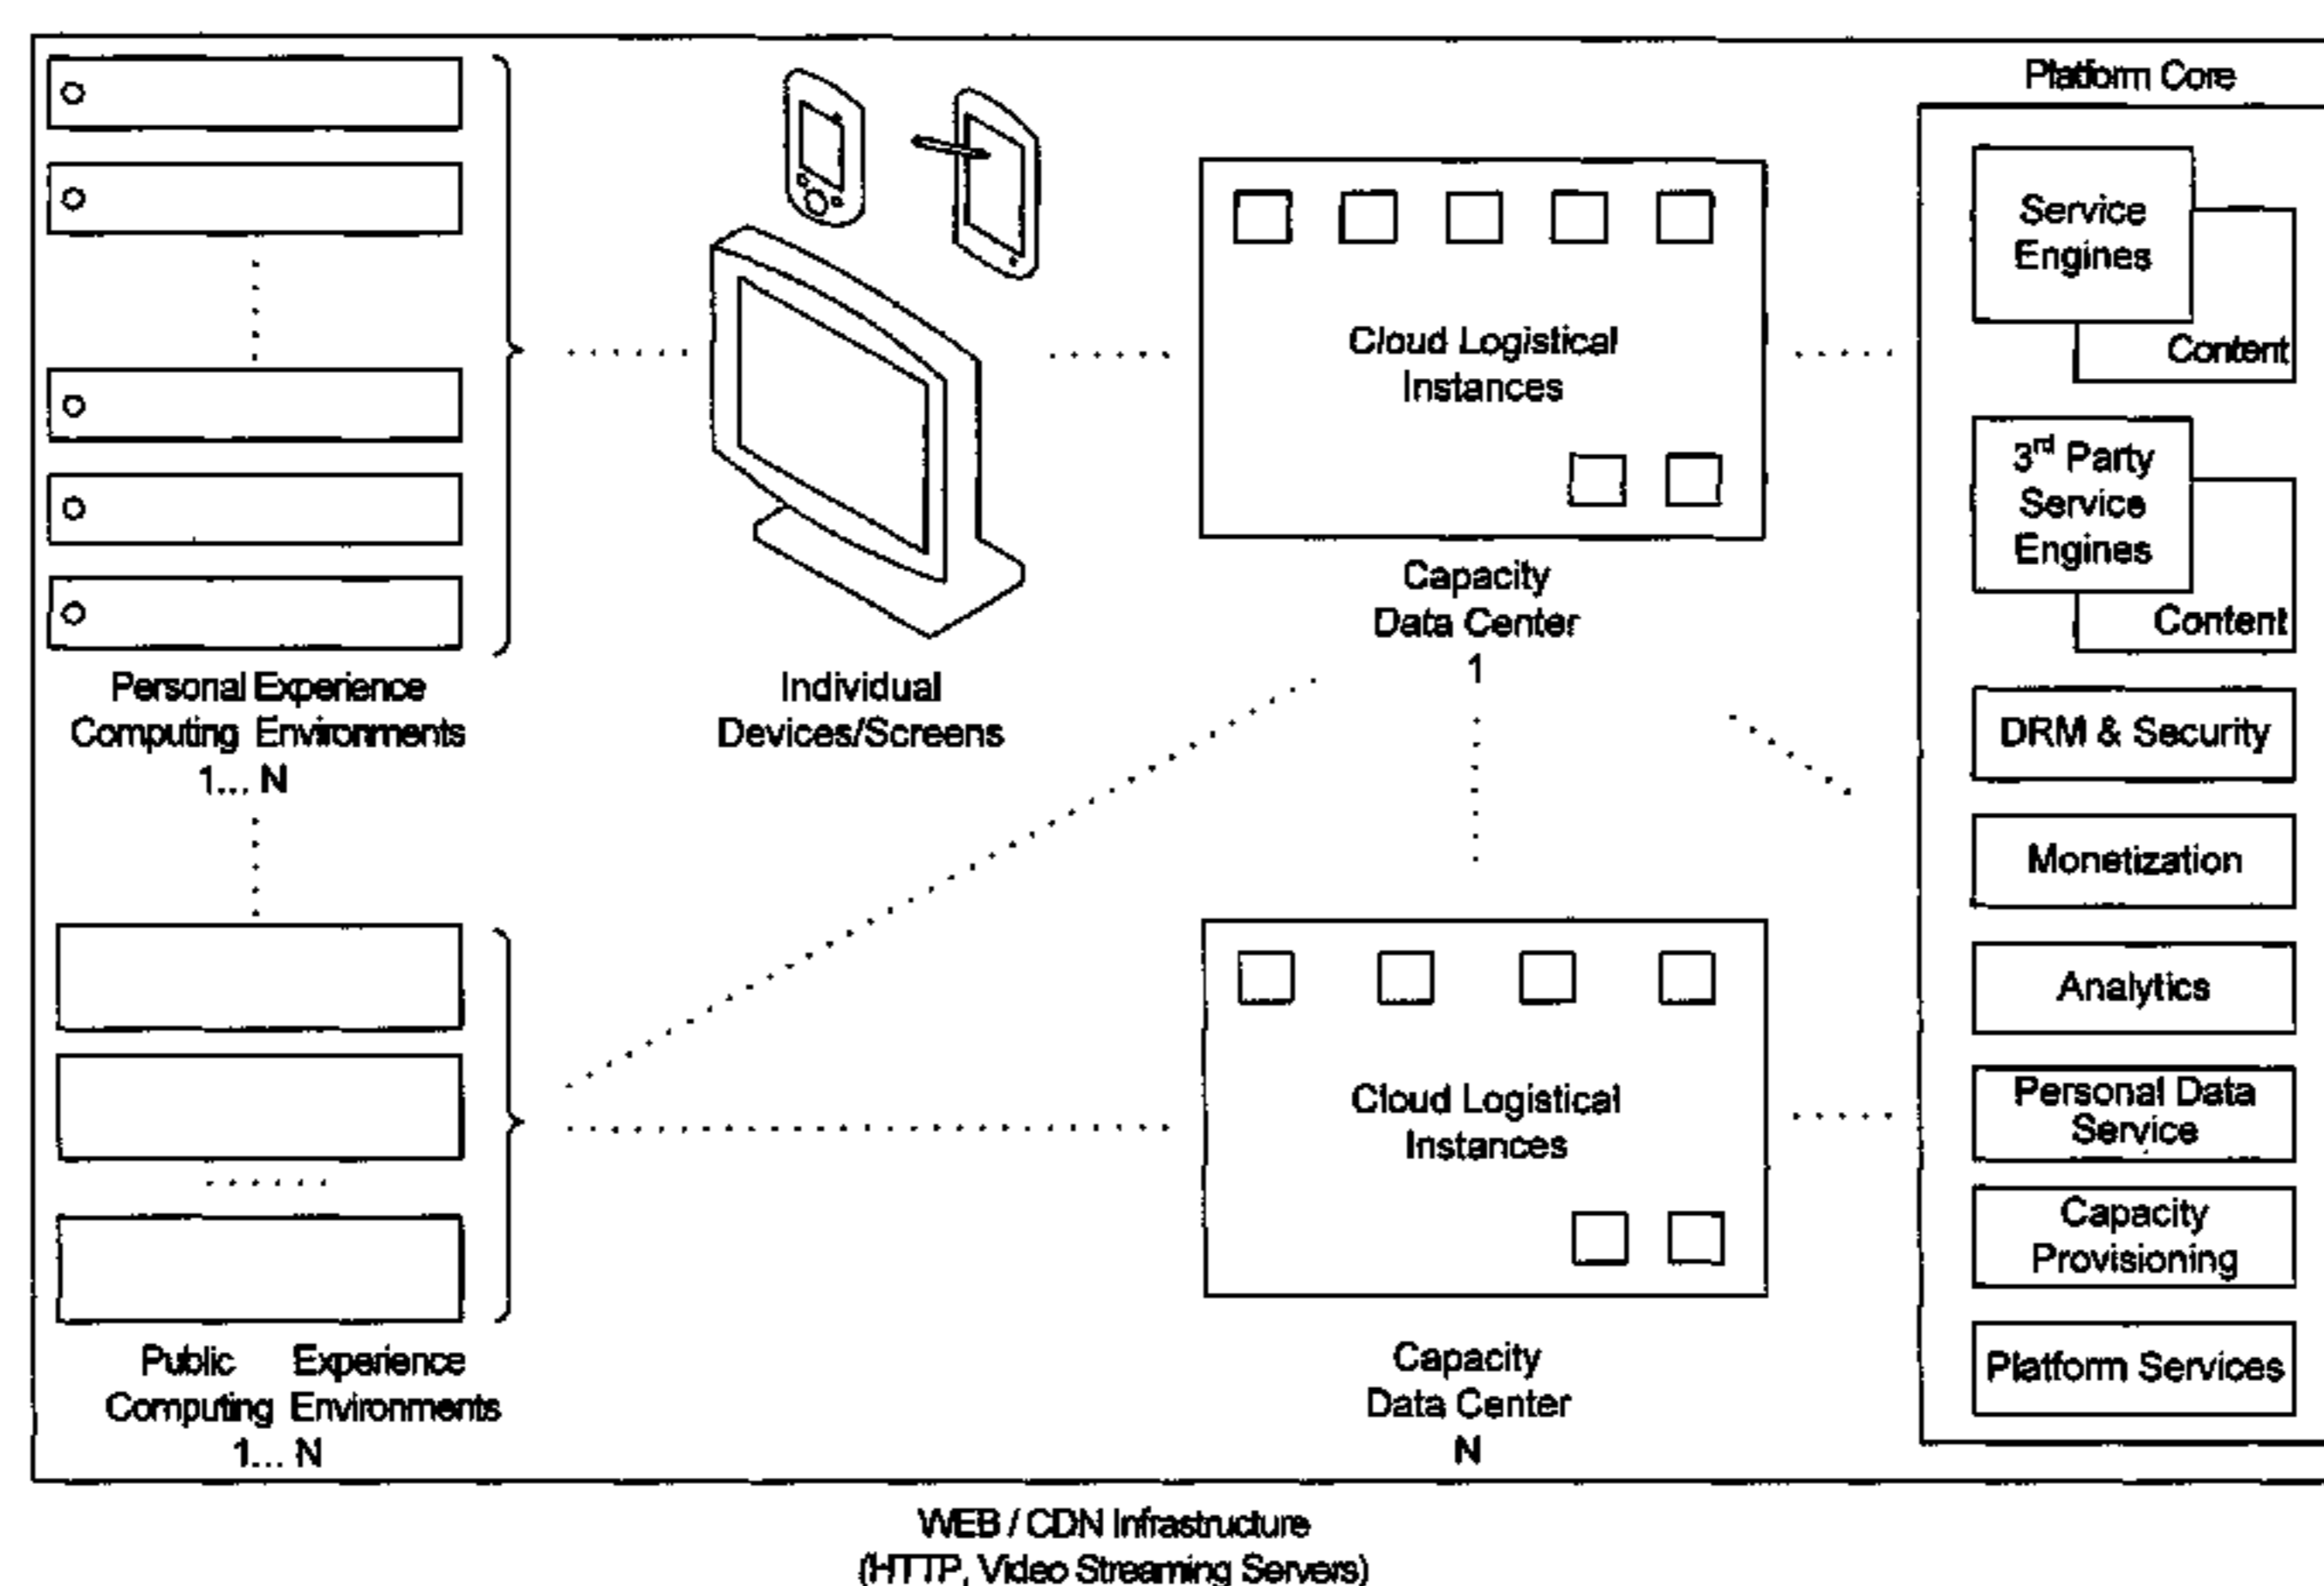 Platform Core
Service
Engines
Content
3rd Party
Service
Engines
Content
DRM & Security
Monetization
Analytics
Personal Data
Service
Capacity
Provisioning
Platform Services
Cloud Logistical
Instances
Capacity
Data Center
1
Individual
Devices/Screens
Personal Experience
Computing Environments
1... N
Cloud Logistical
Instances
Capacity
Data Center
N
Public Experience
Computing Environments
1... N
WEB / CDN Infrastructure
(HTTP, Video Streaming Servers)